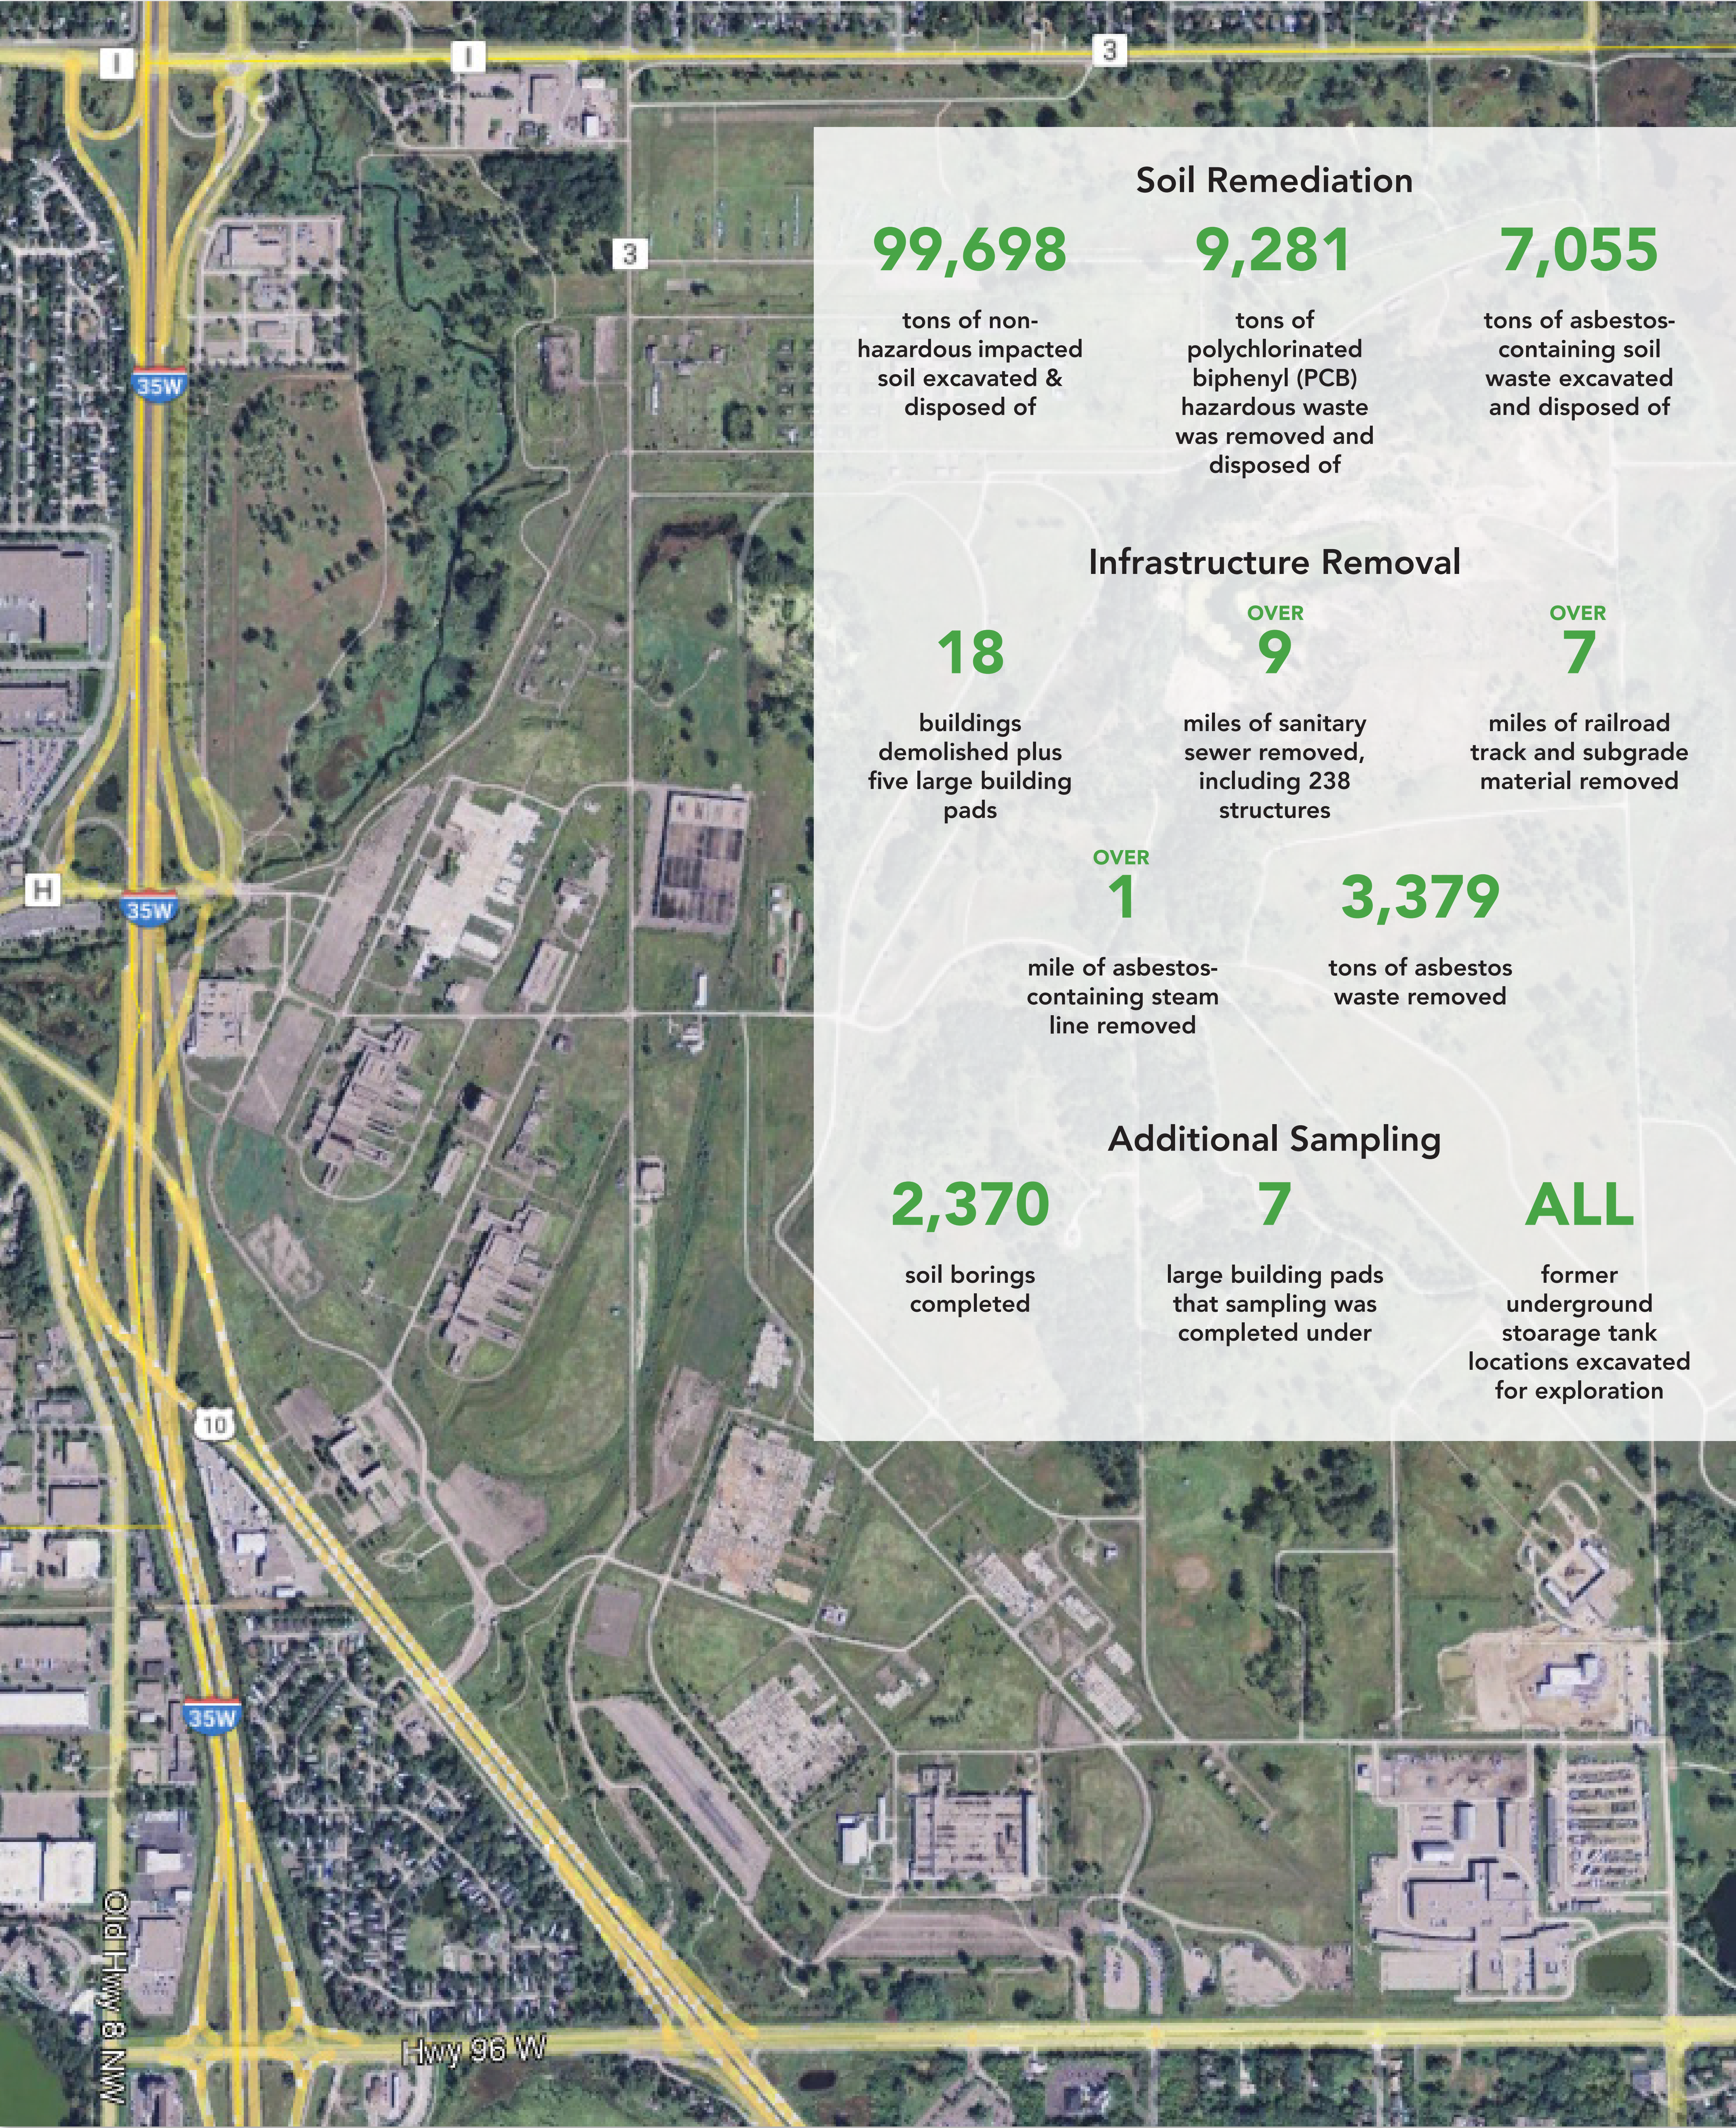 I
I
3
Soil Remediation
99,698
tons of non-
hazardous impacted
soil excavated &
disposed of
9,281
tons of
polychlorinated
biphenyl (PCB)
hazardous waste
was removed and
disposed of
7,055
tons of asbestos-
containing soil
waste excavated
and disposed of
3
35W
Infrastructure Removal
18
buildings
demolished plus
five large building
pads
OVER
9
miles of sanitary
sewer removed,
including 238
structures
OVER
7
miles of railroad
track and subgrade
material removed
H
35W
OVER
1
mile of asbestos-
containing steam
line removed
3,379
tons of asbestos
waste removed
Additional Sampling
2,370
soil borings
completed
7
large building pads
that sampling was
completed under
ALL
former
underground
stoarage tank
locations excavated
for exploration
10
35W
Old Hwy 8 NW
Hwy 96 W